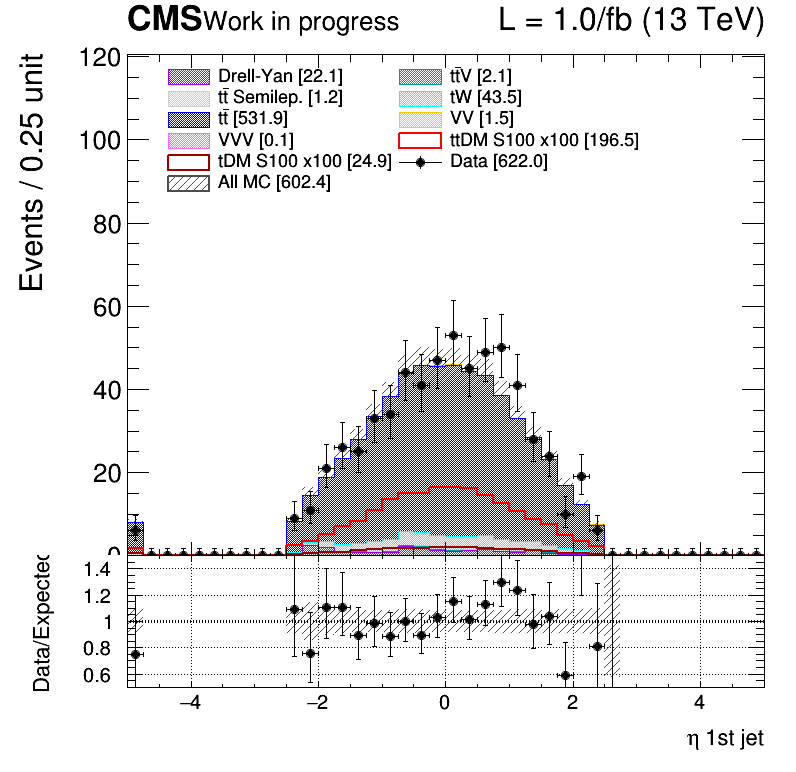 CMS Work in progress L = 1.0/fb (13 TeV)
Events / 0.25 unit
120
100
80
60
40
20
0
Drell-Yan [22.1] tt̄V [2.1]
tt̄ Semilep. [1.2] tW [43.5]
tt̄ [531.9] VV [1.5]
VVV [0.1] ttDM S100 x100 [196.5]
tDM S100 x100 [24.9] Data [622.0]
All MC [602.4]
Data/Expected
1.4
1.2
1
0.8
0.6
−4 −2 0 2 4
η 1st jet